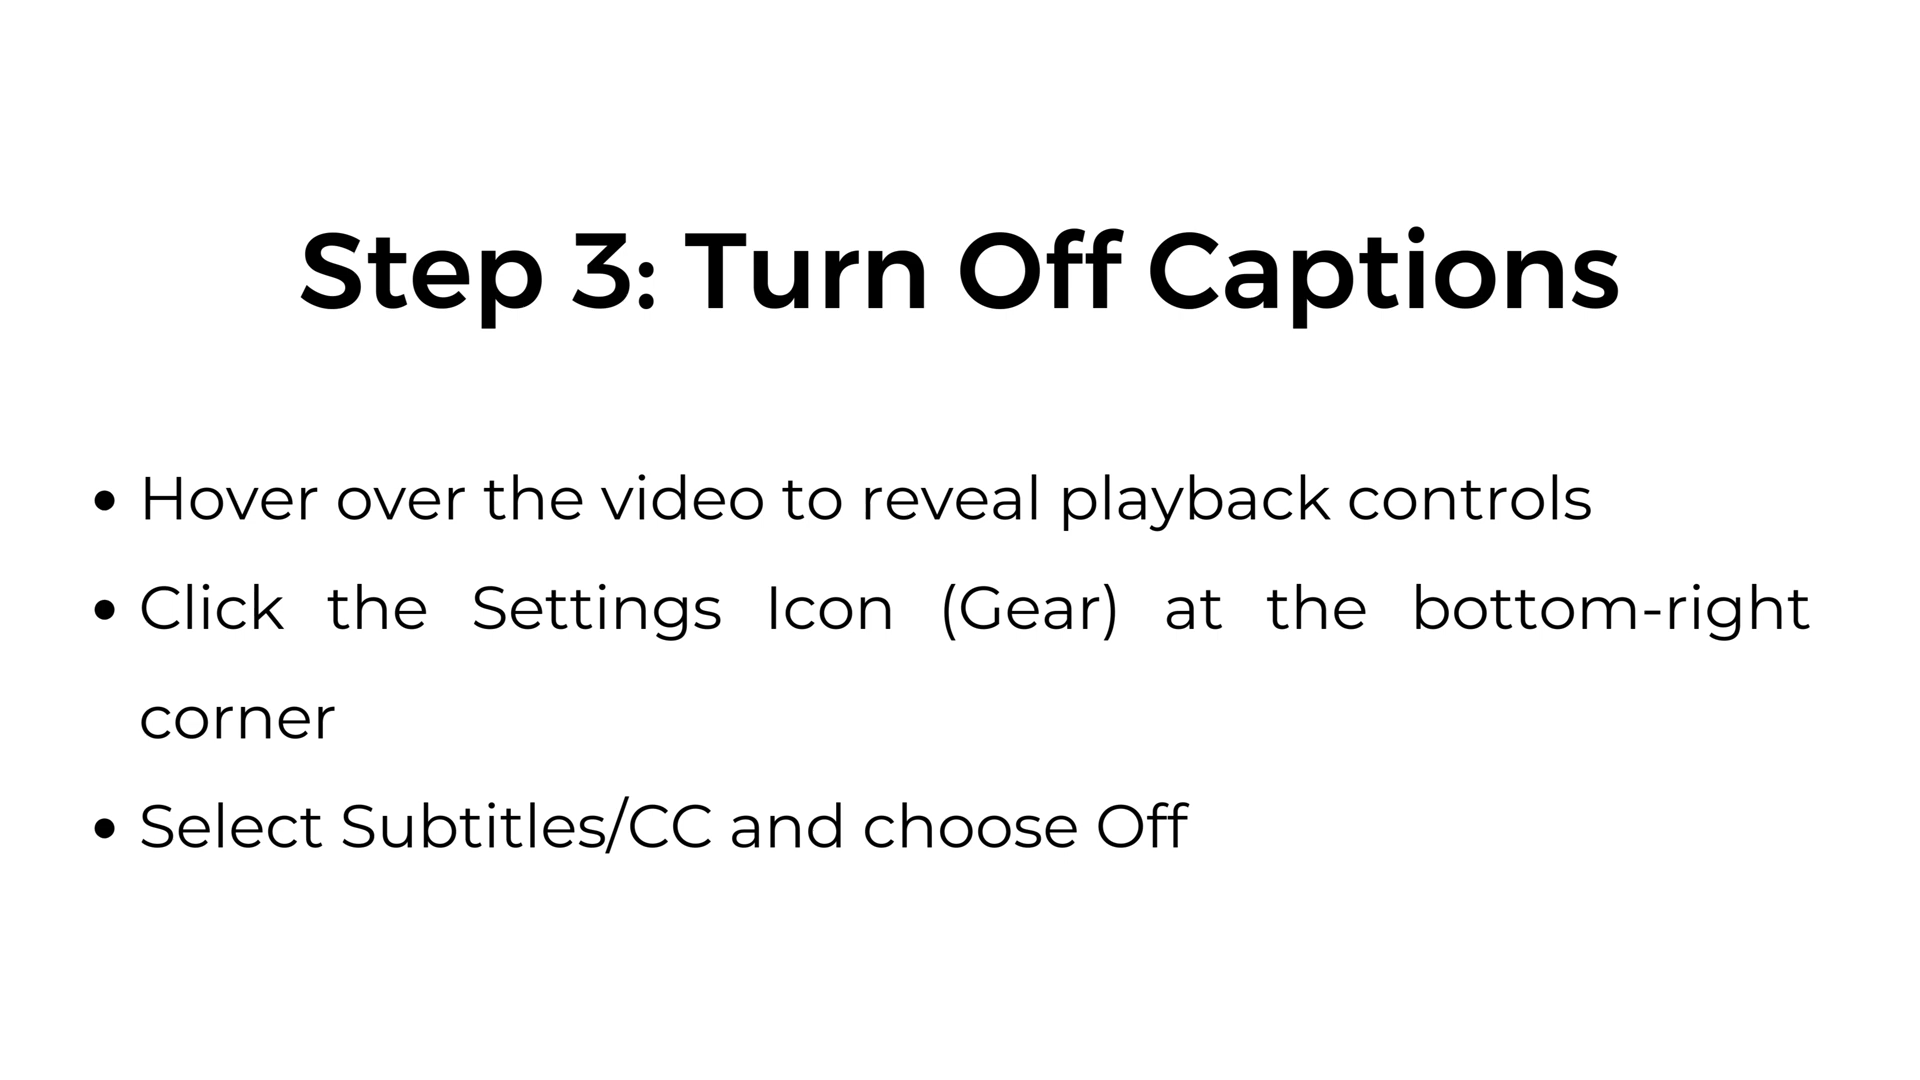 Step 3: Turn Off Captions
• Hover over the video to reveal playback controls
• Click the Settings Icon (Gear) at the bottom-right
corner
• Select Subtitles/CC and choose Off